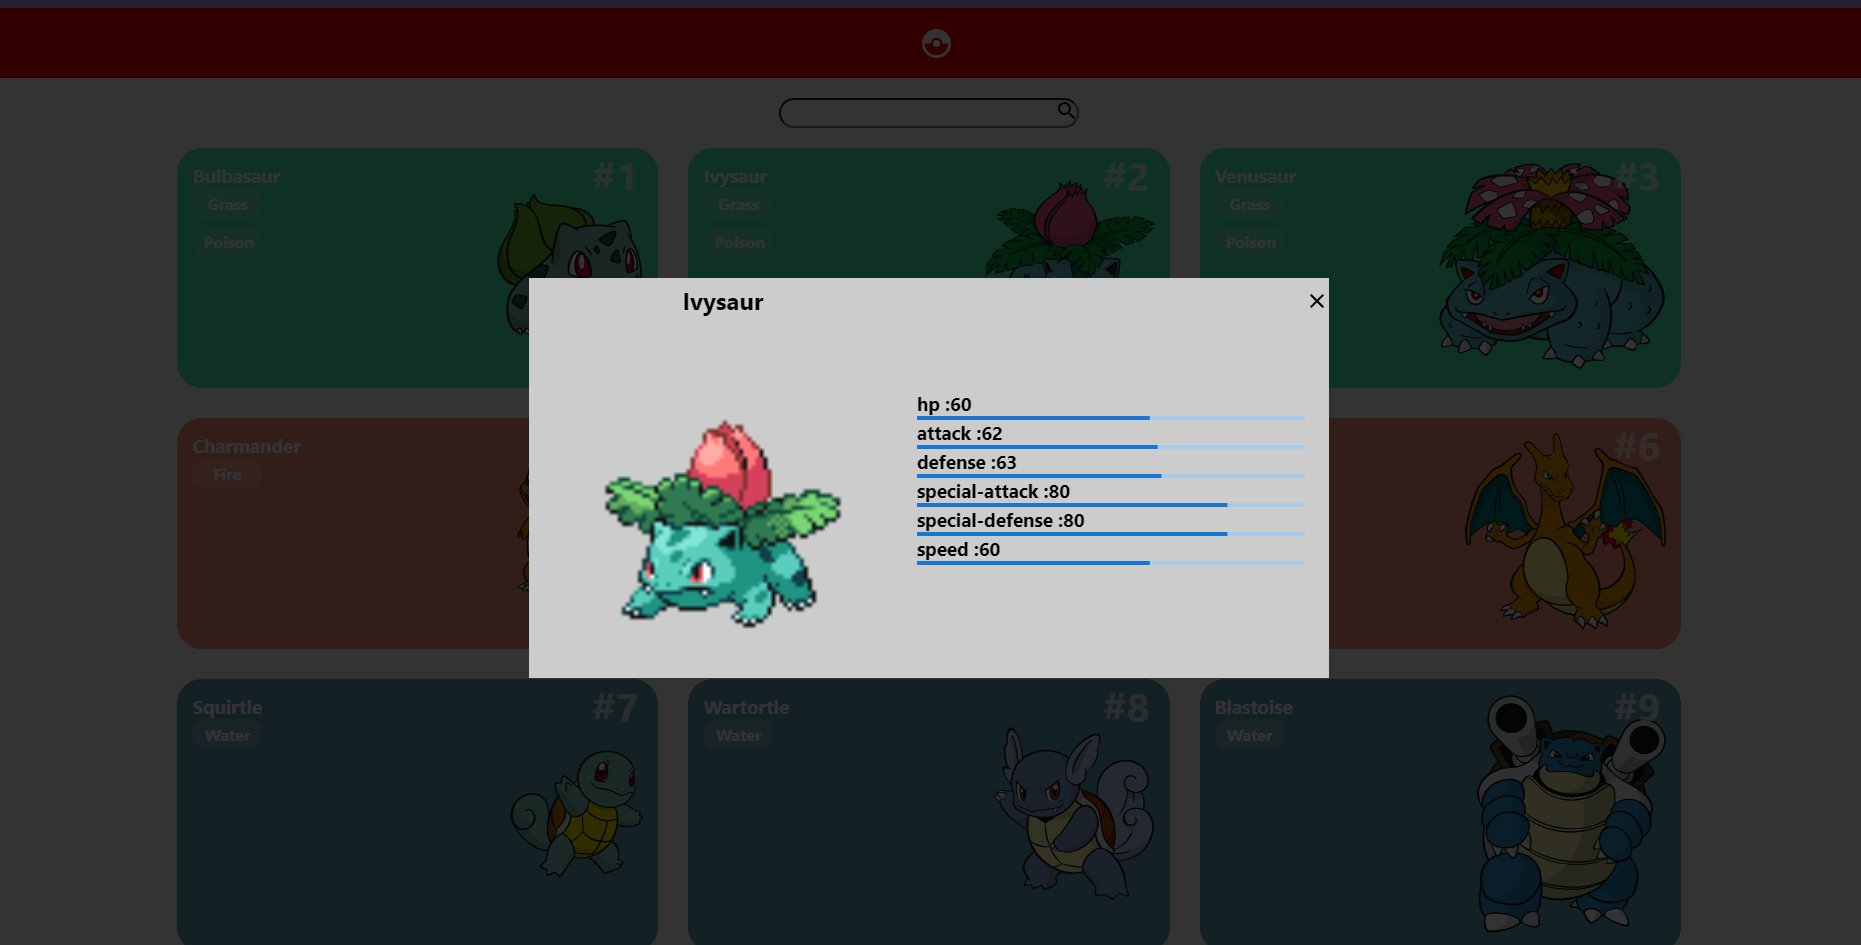 Bulbasaur
#1
Grass
Poison
Ivysaur
#2
Grass
Poison
Venusaur
#3
Grass
Poison
Ivysaur
hp :60
attack :62
defense :63
special-attack :80
special-defense :80
speed :60
Charmander
Fire
#6
Squirtle
#7
Water
Wartortle
#8
Water
Blastoise
#9
Water